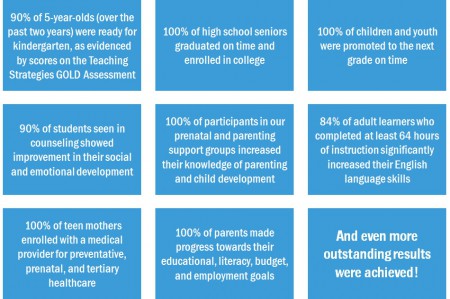 90% of 5-year-olds (over the
past two years) were ready for
kindergarten, as evidenced
by scores on the Teaching
Strategies GOLD Assessment
100% of high school seniors
graduated on time and
enrolled in college
100% of children and youth
were promoted to the next
grade on time
90% of students seen in
counseling showed
improvement in their social
and emotional development
100% of participants in our
prenatal and parenting
support groups increased
their knowledge of parenting
and child development
84% of adult learners who
completed at least 64 hours
of instruction significantly
increased their English
language skills
100% of teen mothers
enrolled with a medical
provider for preventative,
prenatal, and tertiary
healthcare
100% of parents made
progress towards their
educational, literacy, budget,
and employment goals
And even more
outstanding results
were achieved!